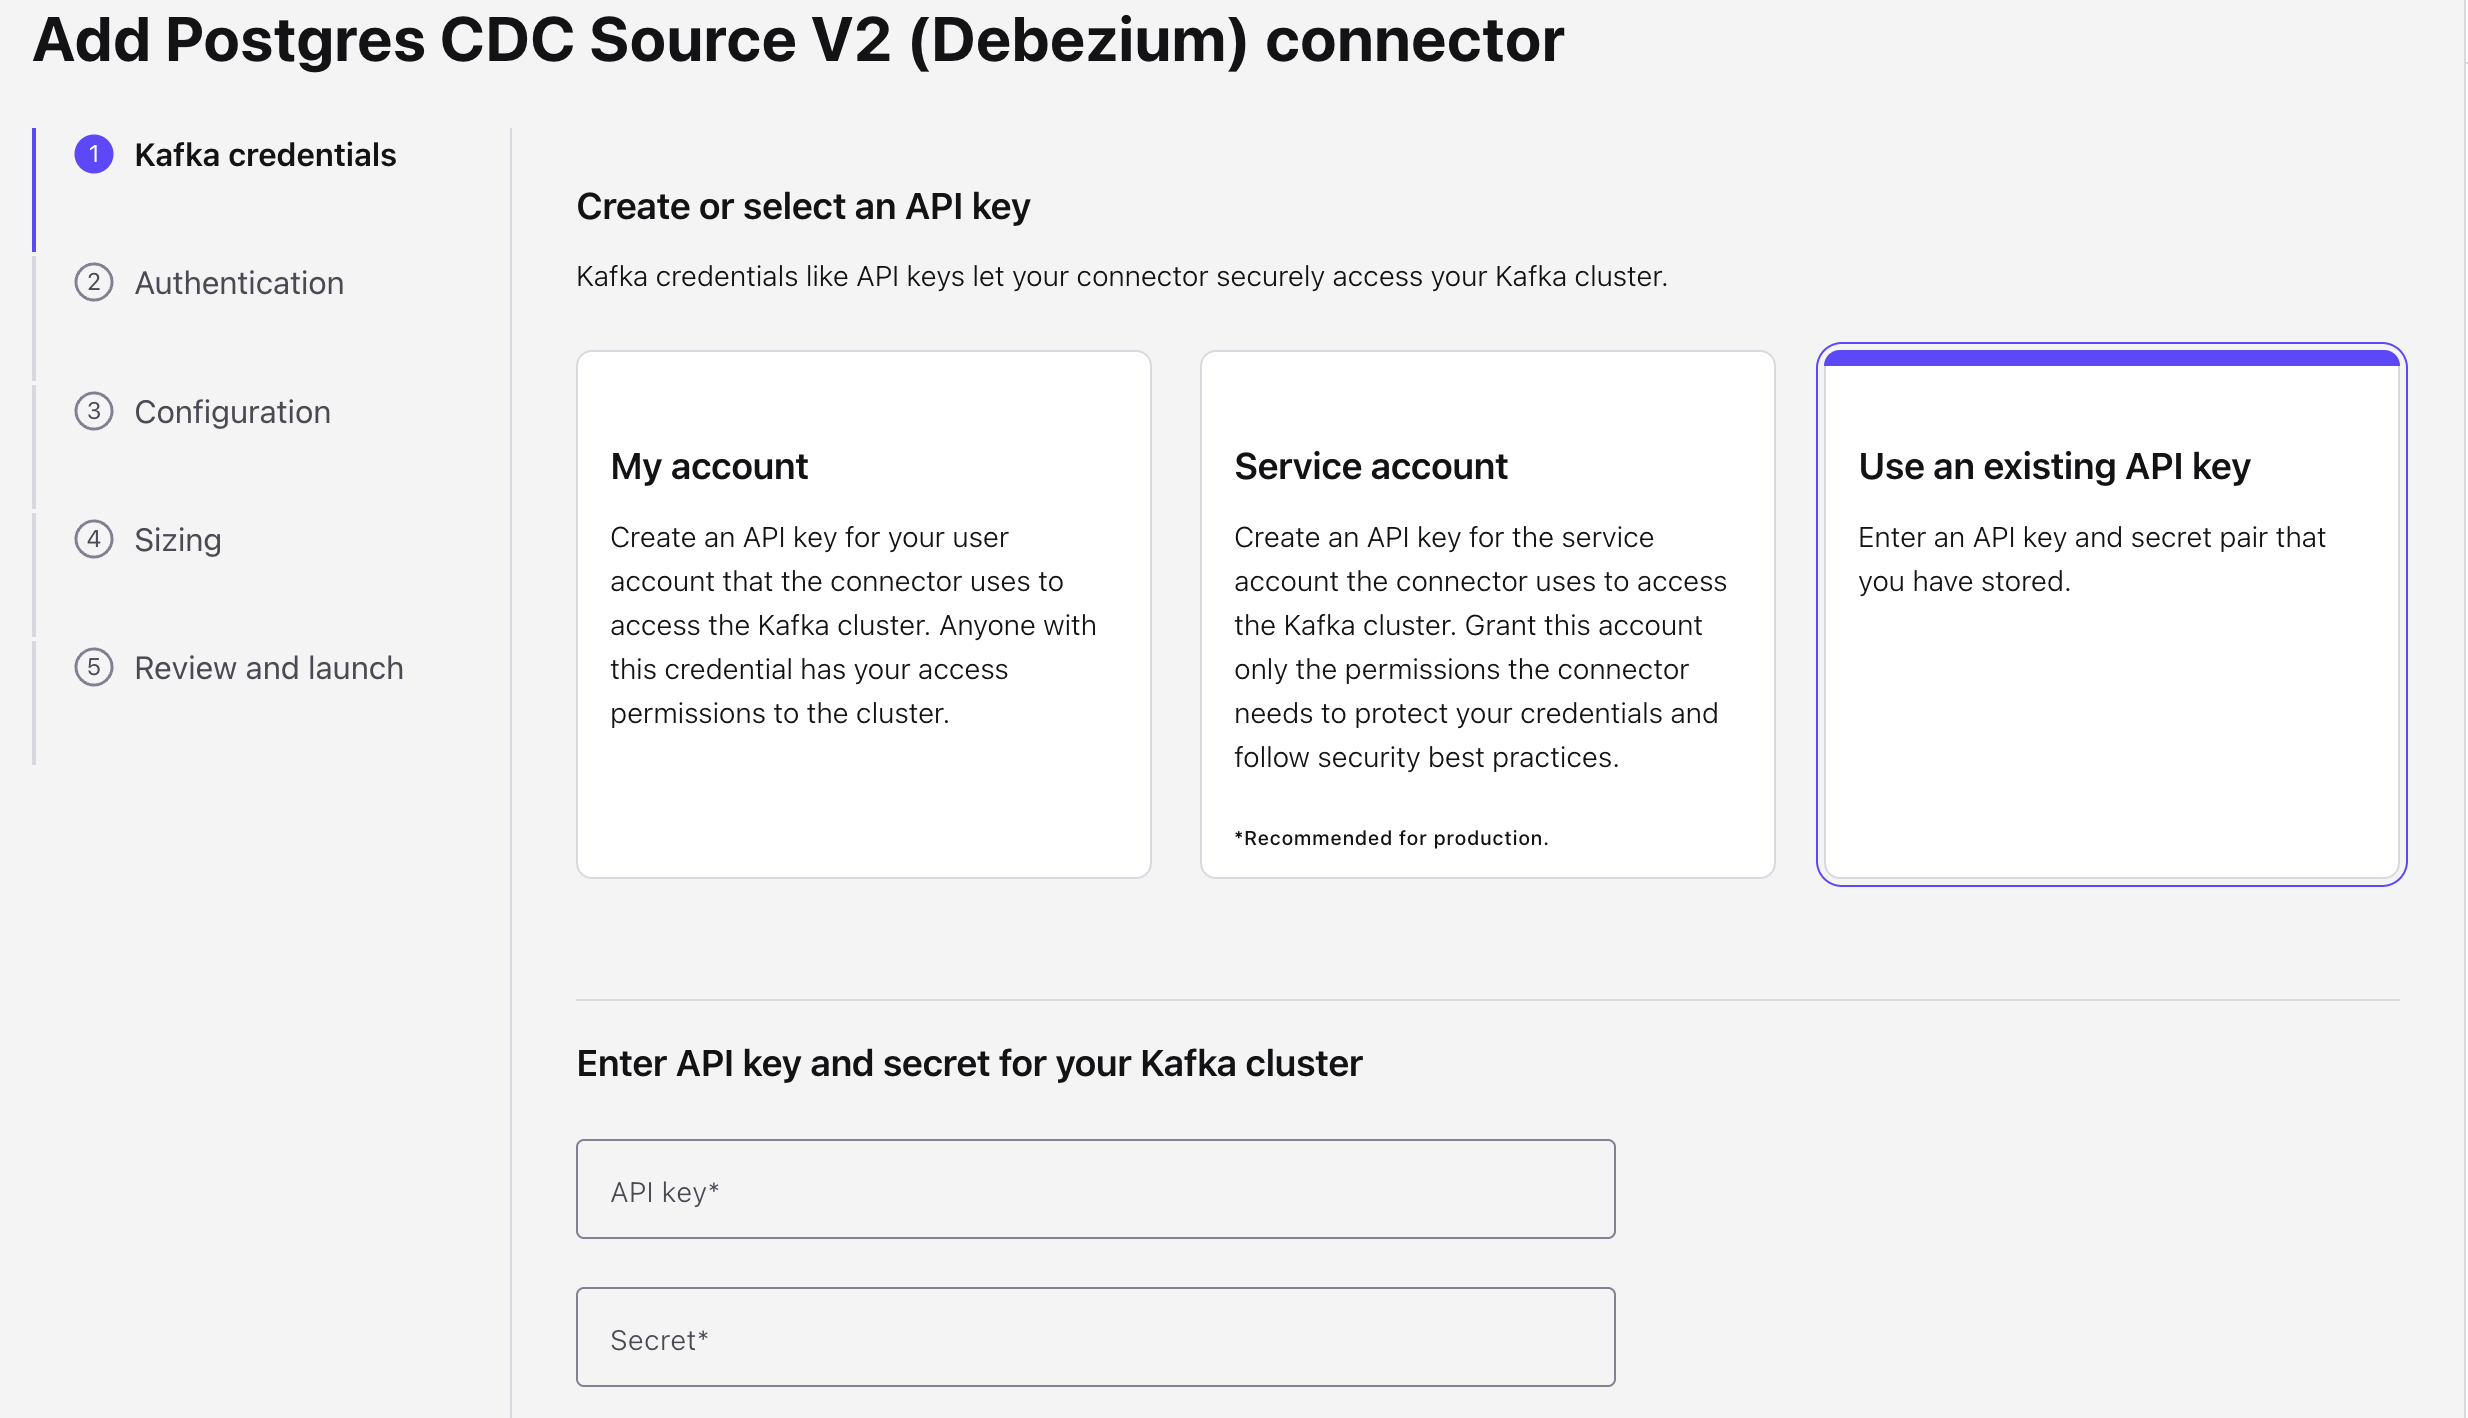 Add Postgres CDC Source V2 (Debezium) connector
1 Kafka credentials
2 Authentication
3 Configuration
4 Sizing
5 Review and launch
Create or select an API key
Kafka credentials like API keys let your connector securely access your Kafka cluster.
My account
Create an API key for your user
account that the connector uses to
access the Kafka cluster. Anyone with
this credential has your access
permissions to the cluster.
Service account
Create an API key for the service
account the connector uses to access
the Kafka cluster. Grant this account
only the permissions the connector
needs to protect your credentials and
follow security best practices.
*Recommended for production.
Use an existing API key
Enter an API key and secret pair that
you have stored.
Enter API key and secret for your Kafka cluster
API key*
Secret*